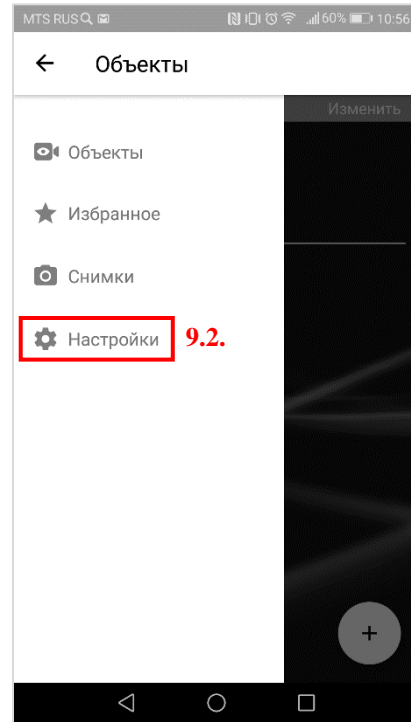 MTS RUS 60% 10:56
Объекты
Изменить
Объекты
Избранное
Снимки
Настройки 9.2.
+